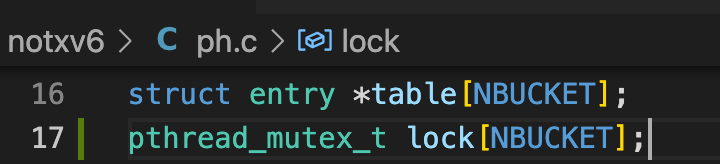 notxv6 > C ph.c > lock
16 struct entry *table[NBUCKET];
17 pthread_mutex_t lock[NBUCKET];